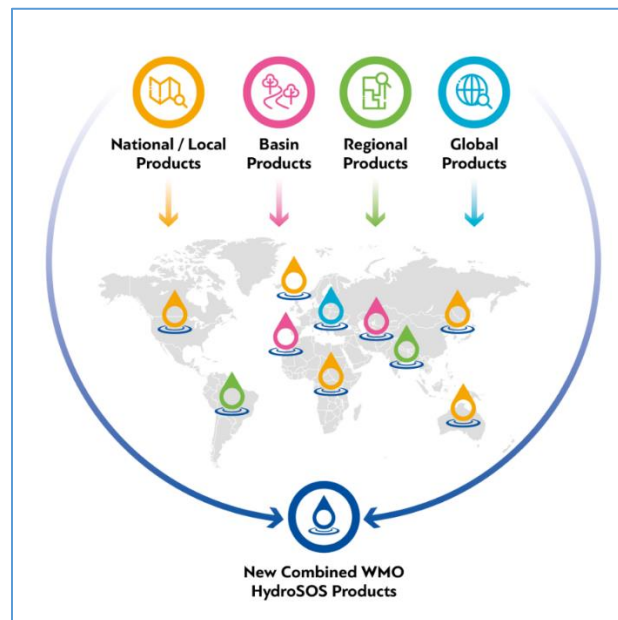 National / Local
Products
Basin
Products
Regional
Products
Global
Products
New Combined WMO
HydroSOS Products